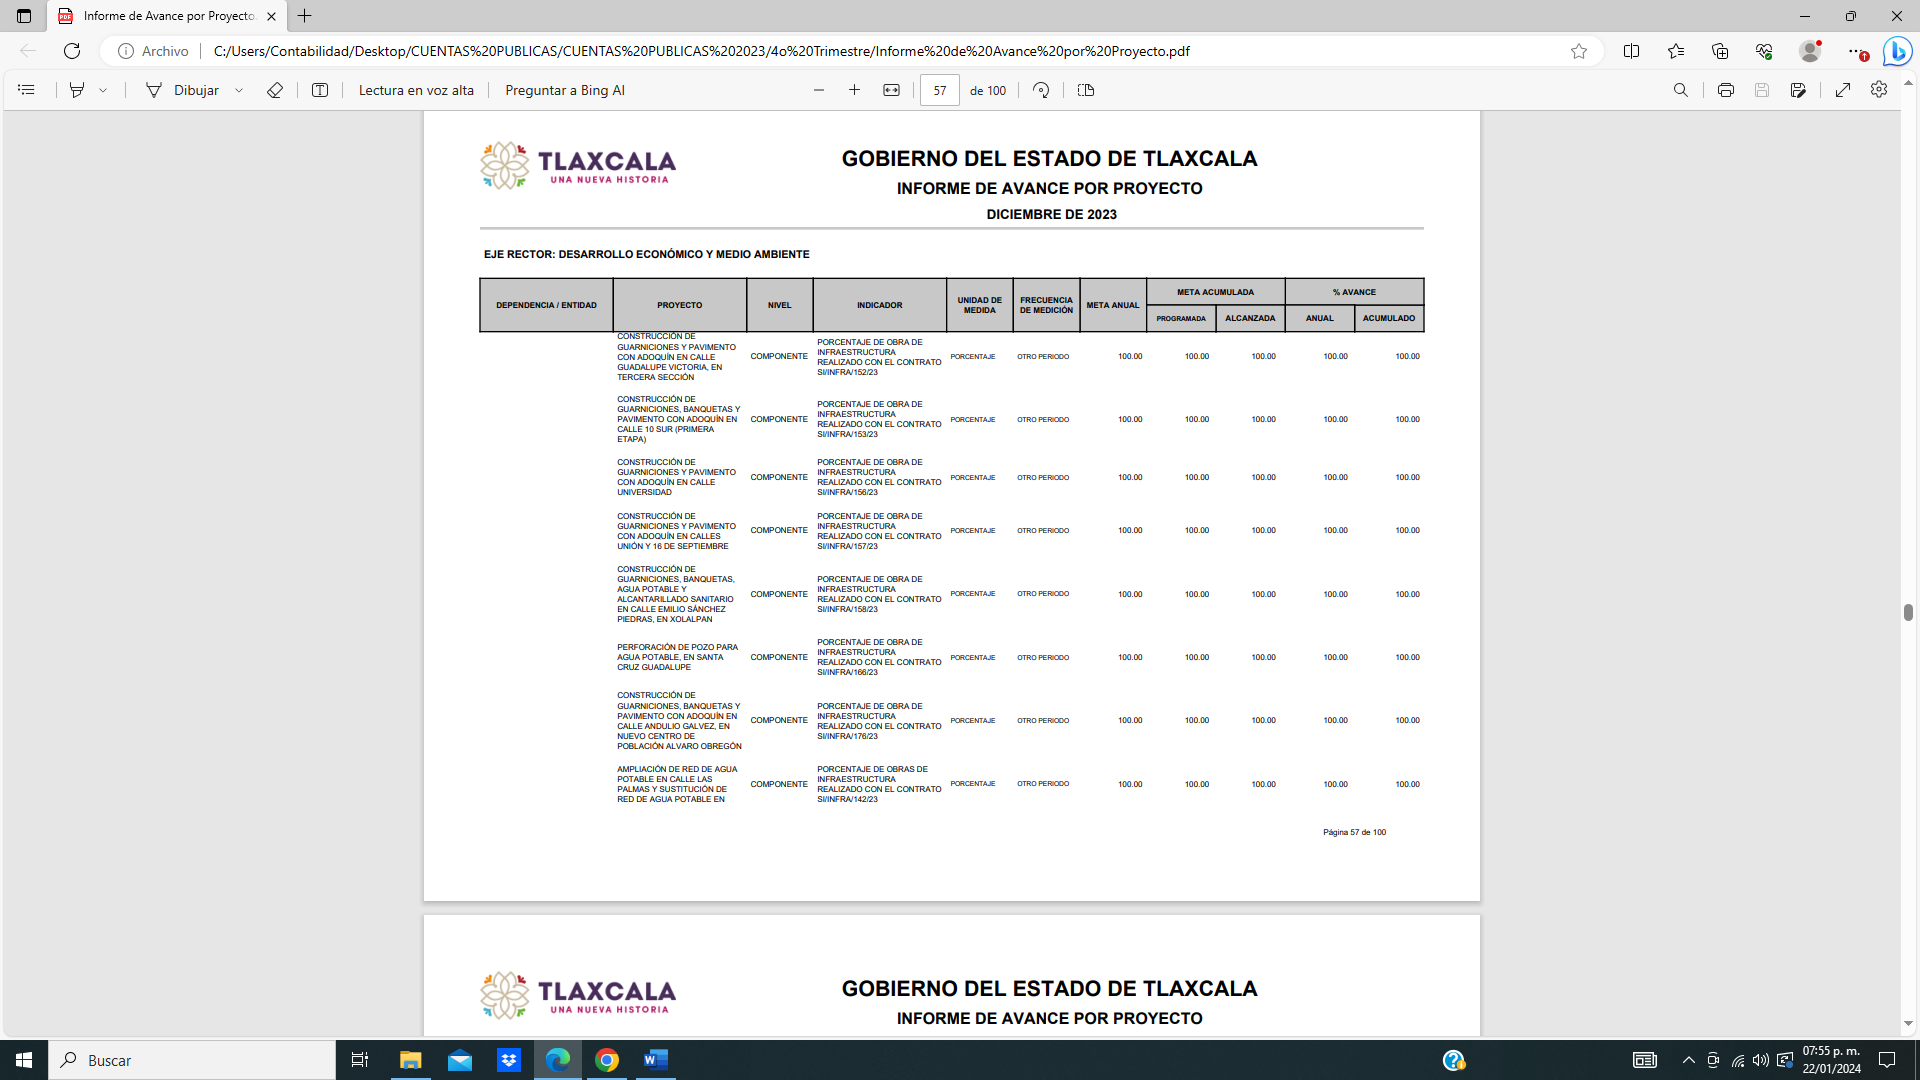 Informe de Avance por Proyecto.
Archivo
C:/Users/Contabilidad/Desktop/CUENTAS%20PUBLICAS/CUENTAS%20PUBLICAS%202023/4o%20Trimestre/Informe%20de%20Avance%20por%20Proyecto.pdf
Dibujar
Lectura en voz alta
Preguntar a Bing AI
57 de 100
TLAXCALA
UNA NUEVA HISTORIA
GOBIERNO DEL ESTADO DE TLAXCALA
INFORME DE AVANCE POR PROYECTO
DICIEMBRE DE 2023
EJE RECTOR: DESARROLLO ECONÓMICO Y MEDIO AMBIENTE
DEPENDENCIA / ENTIDAD
PROYECTO
NIVEL
INDICADOR
UNIDAD DE
MEDIDA
FRECUENCIA
DE MEDICIÓN
META ANUAL
META ACUMULADA
PROGRAMADA
ALCANZADA
% AVANCE
ANUAL
ACUMULADO
CONSTRUCCIÓN DE
GUARNICIONES Y PAVIMENTO
CON ADOQUÍN EN CALLE
GUADALUPE VICTORIA, EN
TERCERA SECCIÓN
COMPONENTE
PORCENTAJE DE OBRA DE
INFRAESTRUCTURA
REALIZADO CON EL CONTRATO
SI/INFRA/152/23
PORCENTAJE
OTRO PERIODO
100.00 100.00 100.00 100.00 100.00
CONSTRUCCIÓN DE
GUARNICIONES, BANQUETAS Y
PAVIMENTO CON ADOQUÍN EN
CALLE 10 SUR (PRIMERA
ETAPA)
COMPONENTE
PORCENTAJE DE OBRA DE
INFRAESTRUCTURA
REALIZADO CON EL CONTRATO
SI/INFRA/153/23
PORCENTAJE
OTRO PERIODO
100.00 100.00 100.00 100.00 100.00
CONSTRUCCIÓN DE
GUARNICIONES Y PAVIMENTO
CON ADOQUÍN EN CALLE
UNIVERSIDAD
COMPONENTE
PORCENTAJE DE OBRA DE
INFRAESTRUCTURA
REALIZADO CON EL CONTRATO
SI/INFRA/156/23
PORCENTAJE
OTRO PERIODO
100.00 100.00 100.00 100.00 100.00
CONSTRUCCIÓN DE
GUARNICIONES Y PAVIMENTO
CON ADOQUÍN EN CALLES
UNIÓN Y 16 DE SEPTIEMBRE
COMPONENTE
PORCENTAJE DE OBRA DE
INFRAESTRUCTURA
REALIZADO CON EL CONTRATO
SI/INFRA/157/23
PORCENTAJE
OTRO PERIODO
100.00 100.00 100.00 100.00 100.00
CONSTRUCCIÓN DE
GUARNICIONES, BANQUETAS,
AGUA POTABLE Y
ALCANTARILLADO SANITARIO
EN CALLE EMILIO SÁNCHEZ
PIEDRAS, EN XOLALPAN
COMPONENTE
PORCENTAJE DE OBRA DE
INFRAESTRUCTURA
REALIZADO CON EL CONTRATO
SI/INFRA/158/23
PORCENTAJE
OTRO PERIODO
100.00 100.00 100.00 100.00 100.00
PERFORACIÓN DE POZO PARA
AGUA POTABLE, EN SANTA
CRUZ GUADALUPE
COMPONENTE
PORCENTAJE DE OBRA DE
INFRAESTRUCTURA
REALIZADO CON EL CONTRATO
SI/INFRA/166/23
PORCENTAJE
OTRO PERIODO
100.00 100.00 100.00 100.00 100.00
CONSTRUCCIÓN DE
GUARNICIONES, BANQUETAS Y
PAVIMENTO CON ADOQUÍN EN
CALLE ANDULIO GALVEZ, EN
NUEVO CENTRO DE
POBLACIÓN ALVARO OBREGÓN
COMPONENTE
PORCENTAJE DE OBRA DE
INFRAESTRUCTURA
REALIZADO CON EL CONTRATO
SI/INFRA/176/23
PORCENTAJE
OTRO PERIODO
100.00 100.00 100.00 100.00 100.00
AMPLIACIÓN DE RED DE AGUA
POTABLE EN CALLE LAS
PALMAS Y SUSTITUCIÓN DE
RED DE AGUA POTABLE EN
COMPONENTE
PORCENTAJE DE OBRAS DE
INFRAESTRUCTURA
REALIZADO CON EL CONTRATO
SI/INFRA/142/23
PORCENTAJE
OTRO PERIODO
100.00 100.00 100.00 100.00 100.00
Página 57 de 100
TLAXCALA
UNA NUEVA HISTORIA
GOBIERNO DEL ESTADO DE TLAXCALA
INFORME DE AVANCE POR PROYECTO
Buscar
07:55 p. m.
22/01/2024